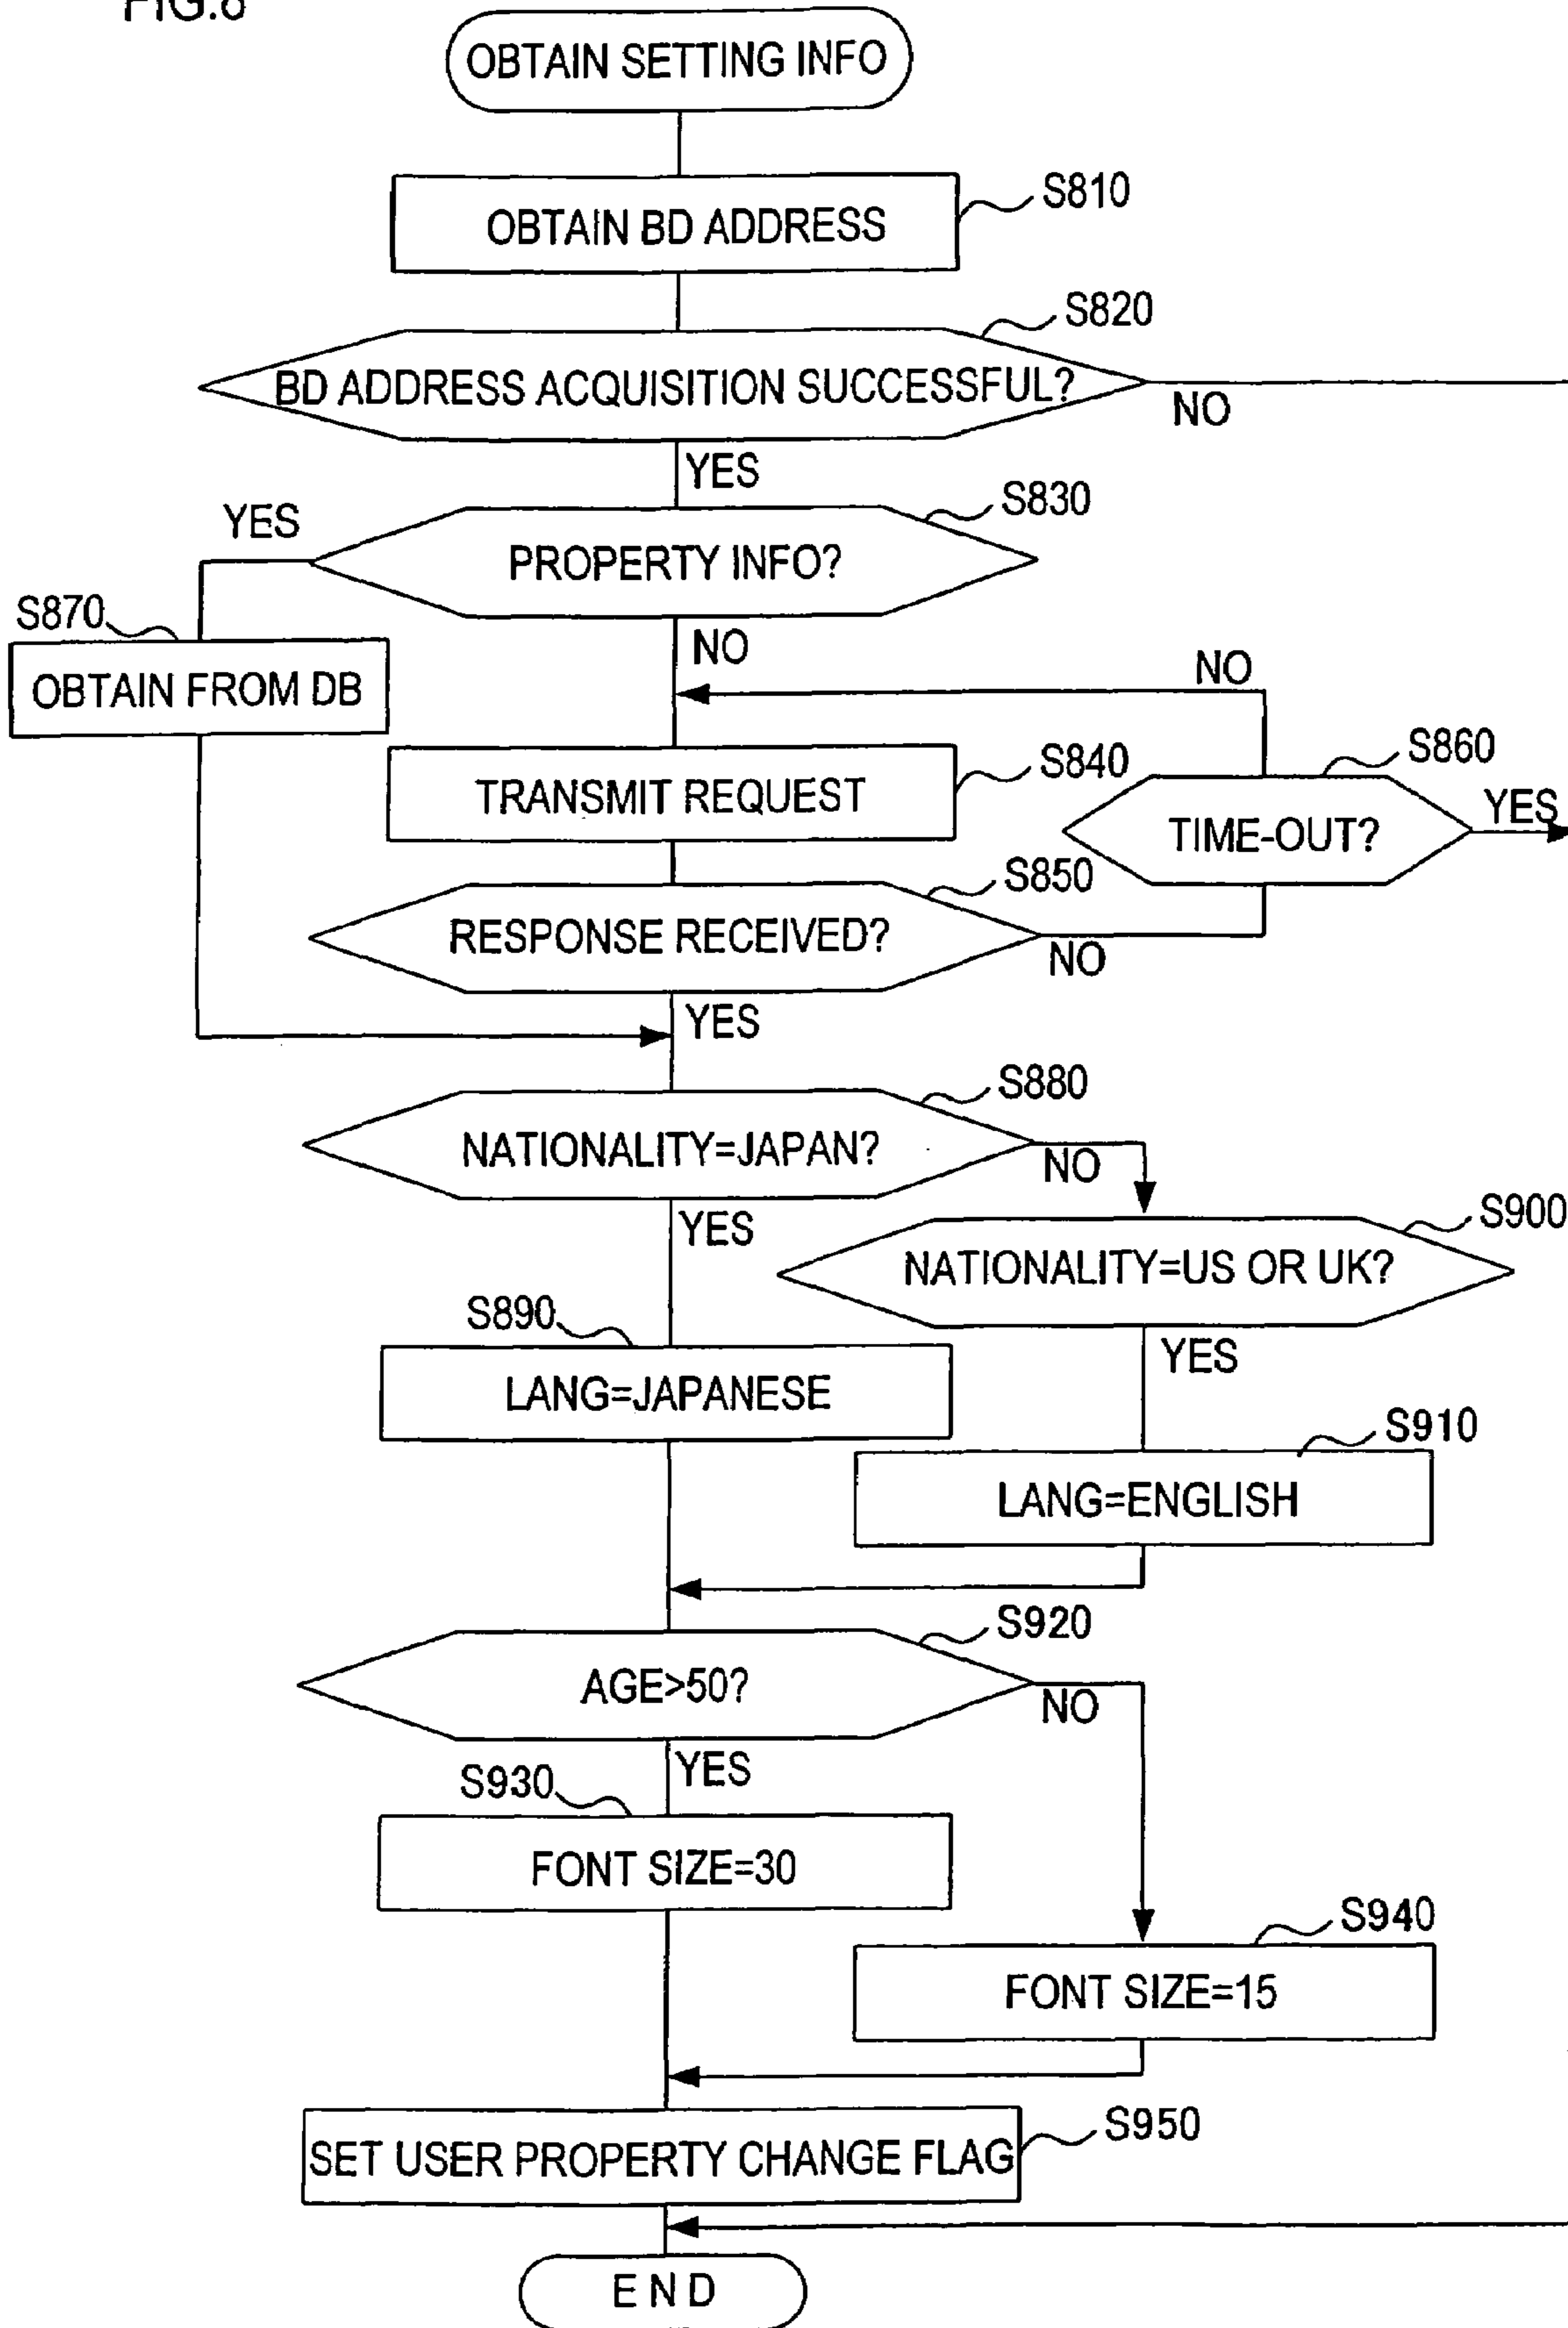 FIG.8
OBTAIN SETTING INFO
S810
OBTAIN BD ADDRESS
S820
BD ADDRESS ACQUISITION SUCCESSFUL?
NO
YES
S830
YES
PROPERTY INFO?
S870
NO
NO
OBTAIN FROM DB
S860
S840
TRANSMIT REQUEST
YES
TIME-OUT?
S850
RESPONSE RECEIVED?
NO
YES
S880
NATIONALITY=JAPAN?
NO
YES
S900
NATIONALITY=US OR UK?
S890
YES
LANG=JAPANESE
S910
LANG=ENGLISH
S920
AGE>50?
NO
YES
S930
FONT SIZE=30
S940
FONT SIZE=15
S950
SET USER PROPERTY CHANGE FLAG
END